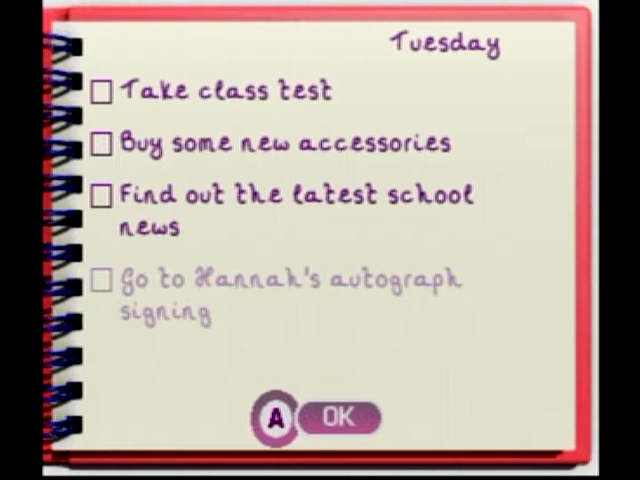 Tuesday
Take class test
Buy some new accessories
Find out the latest school
news
Go to Hannah's autograph
signing
A OK